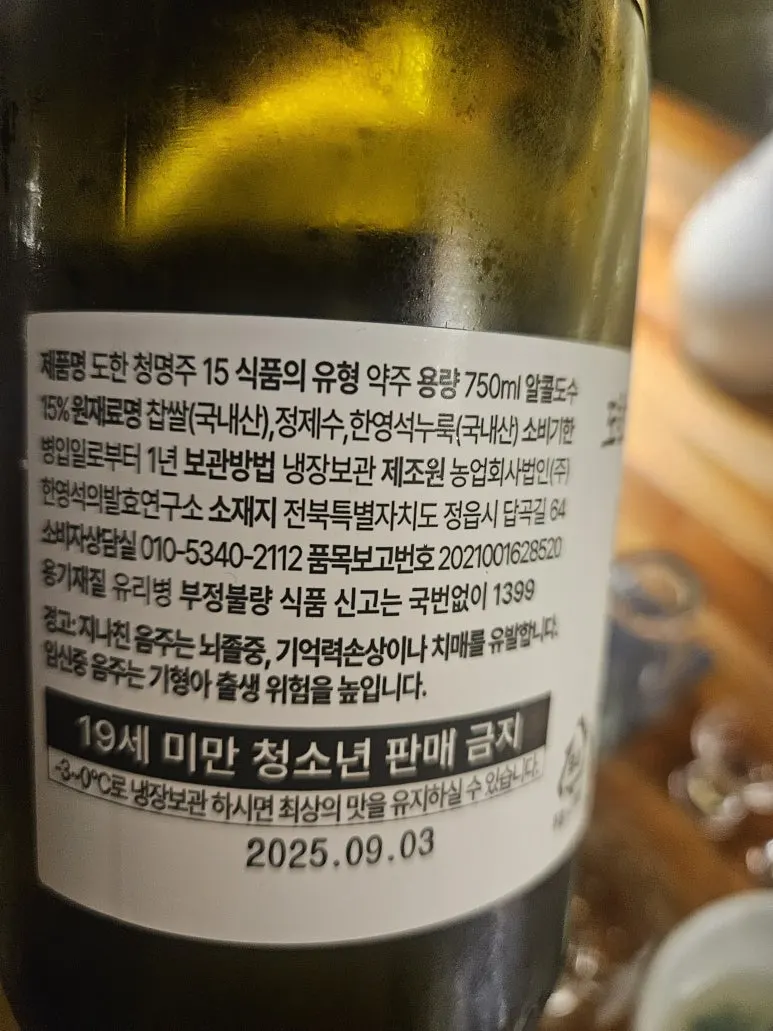 제품명 도한 청명주 15 식품의 유형 약주 용량 750ml 알콜도수
15% 원재료명 찹쌀(국내산),정제수,한영석누룩(국내산) 소비기한
병입일로부터 1년 보관방법 냉장보관 제조원 농업회사법인(주)
한영석의발효연구소 소재지 전북특별자치도 정읍시 답곡길 64
소비자상담실 010-5340-2112 품목보고번호 2021001628520
용기재질 유리병 부정불량 식품 신고는 국번없이 1399
경고: 지나친 음주는 뇌졸중, 기억력손상이나 치매를 유발합니다.
임신중 음주는 기형아 출생 위험을 높입니다.
19세 미만 청소년 판매 금지
-3~0℃로 냉장보관 하시면 최상의 맛을 유지하실 수 있습니다.
2025.09.03